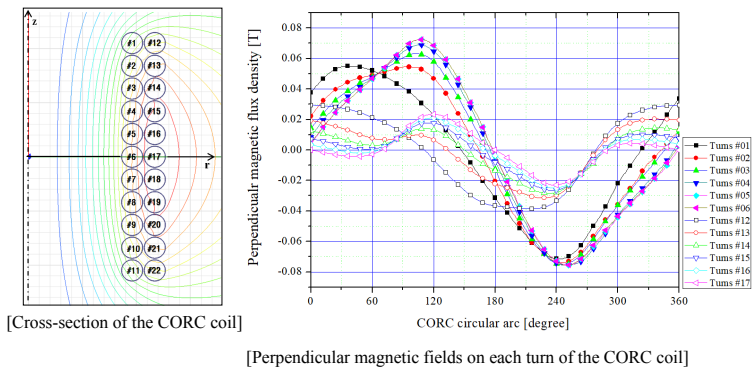 z
#1 #12
#2 #13
#3 #14
#4 #15
#5 #16
#6 #17
r
#7 #18
#8 #19
#9 #20
#10 #21
#11 #22
[Cross-section of the CORC coil]
Perpendicualr magnetic flux density [T]
0.08
0.06
0.04
0.02
0.00
-0.02
-0.04
-0.06
-0.08
0 60 120 180 240 300 360
CORC circular arc [degree]
Turns #01
Turns #02
Turns #03
Turns #04
Turns #05
Turns #06
Turns #12
Turns #13
Turns #14
Turns #15
Turns #16
Turns #17
[Perpendicular magnetic fields on each turn of the CORC coil]